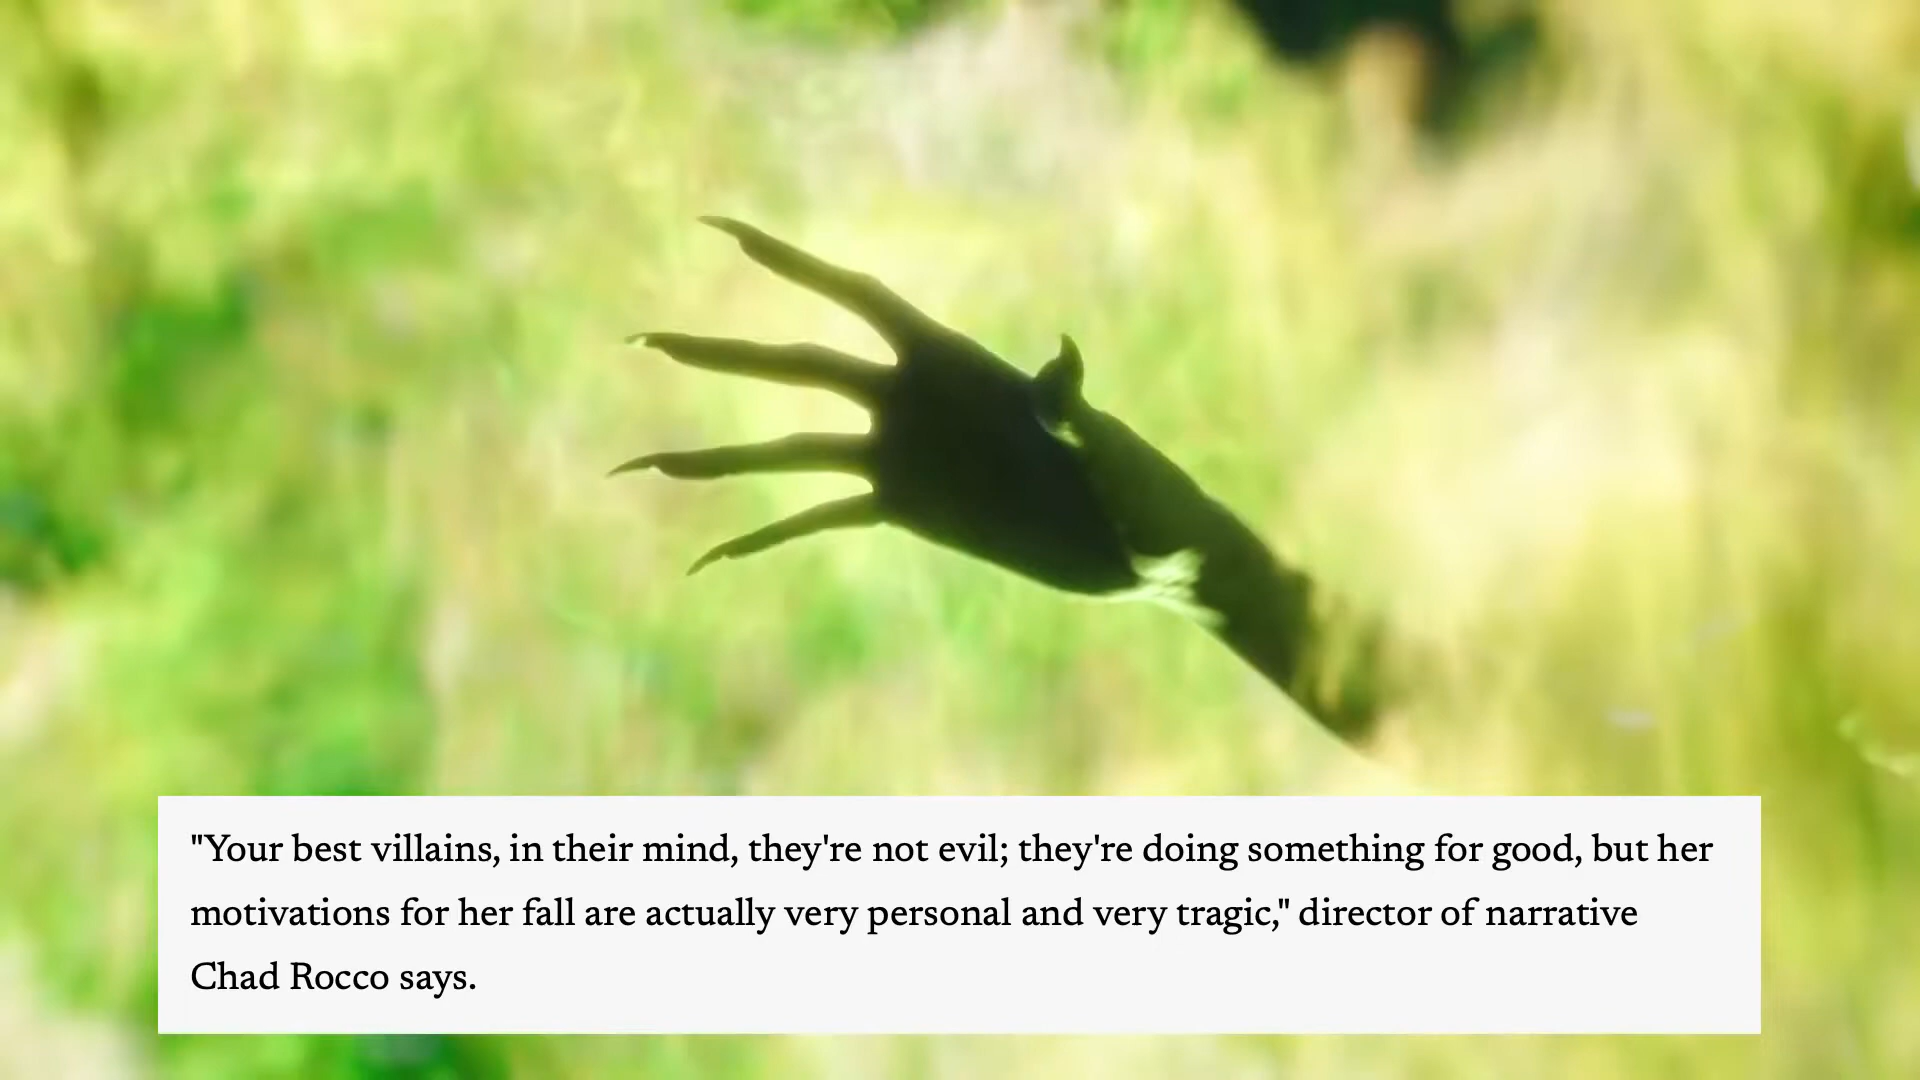 "Your best villains, in their mind, they're not evil; they're doing something for good, but her
motivations for her fall are actually very personal and very tragic," director of narrative
Chad Rocco says.